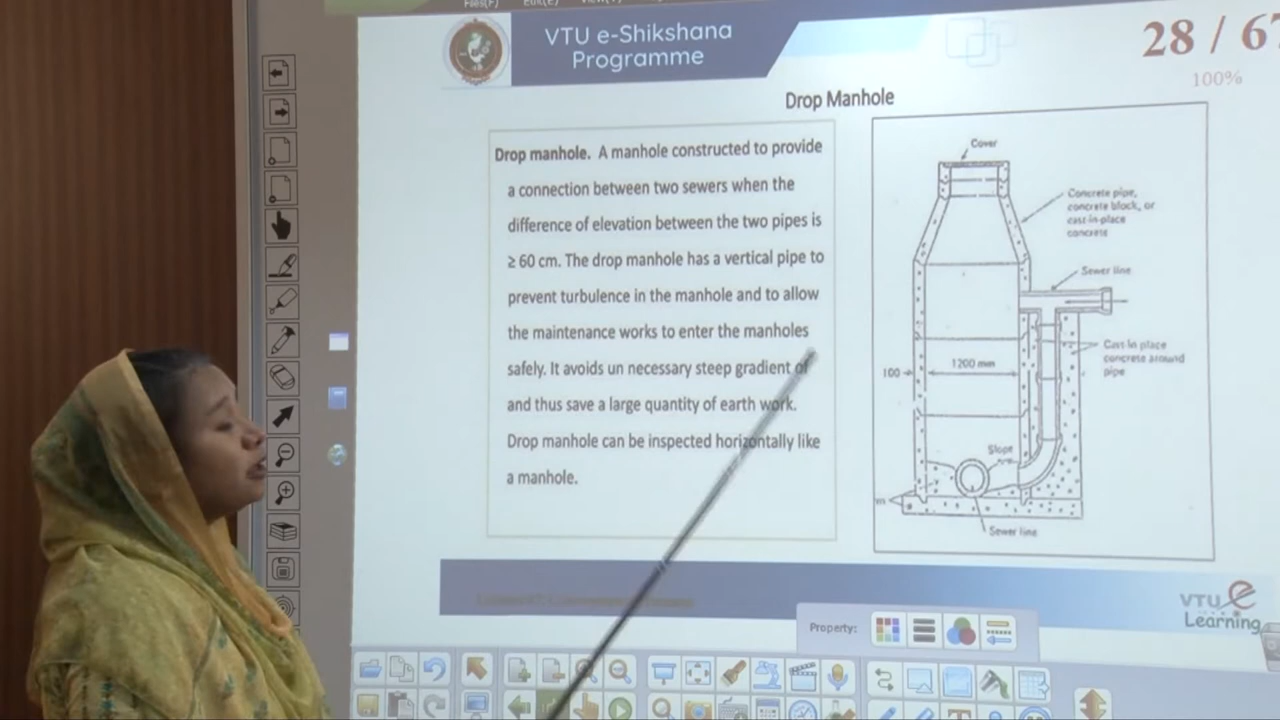 VTU e-Shikshana
Programme
28 / 67
100%
Drop Manhole
Drop manhole. A manhole constructed to provide
a connection between two sewers when the
difference of elevation between the two pipes is
≥ 60 cm. The drop manhole has a vertical pipe to
prevent turbulence in the manhole and to allow
the maintenance works to enter the manholes
safely. It avoids un necessary steep gradient of
and thus save a large quantity of earth work.
Drop manhole can be inspected horizontally like
a manhole.
Cover
Concrete pipe,
concrete block, or
cast-in-place
concrete
Sewer line
Cast-in place
concrete around
pipe
100
1200 mm
Slope
Sewer line
VTU e
Learning
Property: